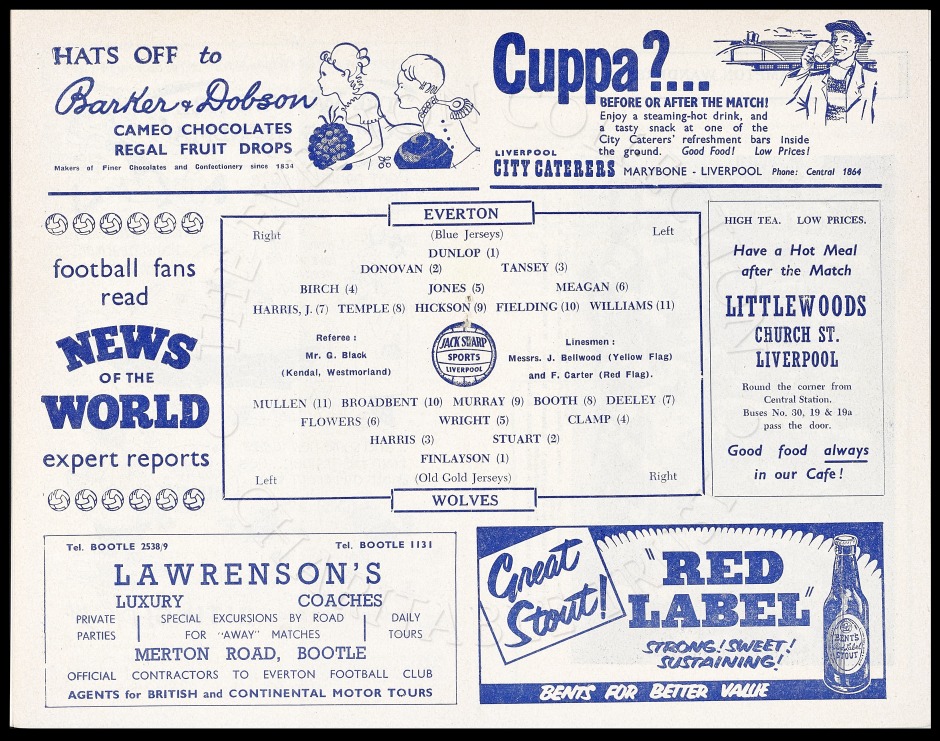 HATS OFF to
Barker & Dobson
CAMEO CHOCOLATES
REGAL FRUIT DROPS
Makers of Finer Chocolates and Confectionery since 1834
Cuppa?....
BEFORE OR AFTER THE MATCH!
Enjoy a steaming-hot drink, and
a tasty snack at one of the
City Caterers' refreshment bars inside
the ground. Good Food! Low Prices!
LIVERPOOL
CITY CATERERS MARYBONE - LIVERPOOL Phone: Central 1864
football fans
read
NEWS
OF THE
WORLD
expert reports
EVERTON
Right (Blue Jerseys) Left
DUNLOP (1)
DONOVAN (2) TANSEY (3)
BIRCH (4) JONES (5) MEAGAN (6)
HARRIS, J. (7) TEMPLE (8) HICKSON (9) FIELDING (10) WILLIAMS (11)
Referee :
Mr. G. Black
(Kendal, Westmorland)
JACK SHARP
SPORTS
LIVERPOOL
Linesmen :
Messrs. J. Bellwood (Yellow Flag)
and F. Carter (Red Flag).
MULLEN (11) BROADBENT (10) MURRAY (9) BOOTH (8) DEELEY (7)
FLOWERS (6) WRIGHT (5) CLAMP (4)
HARRIS (3) STUART (2)
FINLAYSON (1)
Left (Old Gold Jerseys) Right
WOLVES
HIGH TEA. LOW PRICES.
Have a Hot Meal
after the Match
LITTLEWOODS
CHURCH ST.
LIVERPOOL
Round the corner from
Central Station.
Buses No. 30, 19 & 19a
pass the door.
Good food always
in our Cafe!
Tel. BOOTLE 2538/9 Tel. BOOTLE 1131
LAWRENSON'S
LUXURY COACHES
PRIVATE PARTIES
SPECIAL EXCURSIONS BY ROAD
FOR "AWAY" MATCHES
DAILY TOURS
MERTON ROAD, BOOTLE
OFFICIAL CONTRACTORS TO EVERTON FOOTBALL CLUB
AGENTS for BRITISH and CONTINENTAL MOTOR TOURS
Great
Stout!
"RED
LABEL"
STRONG! SWEET!
SUSTAINING!
BENT'S
Red Label
STOUT
BENTS FOR BETTER VALUE